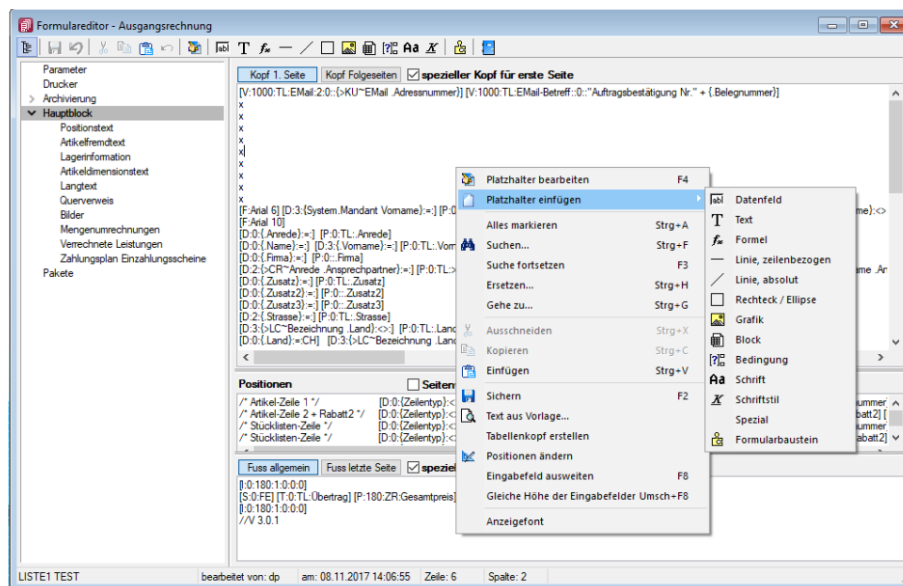 Formulareditor - Ausgangsrechnung
Parameter
Drucker
Archivierung
Hauptblock
Positionstext
Artikelfremdtext
Lagerinformation
Artikeldimensionstext
Langtext
Querverweis
Bilder
Mengenumrechnungen
Verrechnete Leistungen
Zahlungsplan Einzahlungsscheine
Pakete
Kopf 1. Seite Kopf Folgeseiten spezieller Kopf für erste Seite
[V:1000:TL:EMail:2:0::{>KU~EMail .Adressnummer}] [V:1000:TL:EMail-Betreff::0::"Auftragsbestätigung Nr." + {.Belegnummer}]
x
x
x
x
x
x
x
x
[F:Arial 6] [D:3:{System.Mandant Vorname}:=:] [P:0 me}:<>
[F:Arial 10]
[D:0:{.Anrede}:=:] [P:0:TL:.Anrede]
[D:0:{.Name}:=:] [D:3:{.Vorname}:=:] [P:0:TL:.Vor
[D:0:{.Firma}:=:] [P:0::.Firma]
[D:2:{>CR~Anrede .Ansprechpartner}:=:] [P:0:TL:> me .Ar
[D:0:{.Zusatz}:=:] [P:0:TL:.Zusatz]
[D:0:{.Zusatz2}:=:] [P:0::.Zusatz2]
[D:0:{.Zusatz3}:=:] [P:0::.Zusatz3]
[D:2:{.Strasse}:=:] [P:0:TL:.Strasse]
[D:3:{>LC~Bezeichnung .Land}:<>:] [P:0:TL:.Land
[D:0:{.Land}:=:CH] [D:3:{>LC~Bezeichnung .Land
Positionen Seiten
/* Artikel-Zeile 1 */ [D:0:{Zeilentyp}:< ummer
/* Artikel-Zeile 2 + Rabatt2 */ [D:0:{Zeilentyp}:< batt2] [
/* Stücklisten-Zeile */ [D:0:{Zeilentyp}:< ummer
/* Stücklisten-Zeile */ [D:0:{Zeilentyp}:< batt2]
Fuss allgemein Fuss letzte Seite speziel
[I:0:180:1:0:0:0]
[S:0:FE] [T:0:TL:Übertrag] [P:180:ZR:Gesamtpreis]
[I:0:180:1:0:0:0]
//V 3.0.1
Platzhalter bearbeiten F4
Platzhalter einfügen
Alles markieren Strg+A
Suchen... Strg+F
Suche fortsetzen F3
Ersetzen... Strg+H
Gehe zu... Strg+G
Ausschneiden Strg+X
Kopieren Strg+C
Einfügen Strg+V
Sichern F2
Text aus Vorlage...
Tabellenkopf erstellen
Positionen ändern
Eingabefeld ausweiten F8
Gleiche Höhe der Eingabefelder Umsch+F8
Anzeigefont
Datenfeld
Text
Formel
Linie, zeilenbezogen
Linie, absolut
Rechteck / Ellipse
Grafik
Block
Bedingung
Schrift
Schriftstil
Spezial
Formularbaustein
LISTE1 TEST bearbeitet von: dp am: 08.11.2017 14:06:55 Zeile: 6 Spalte: 2